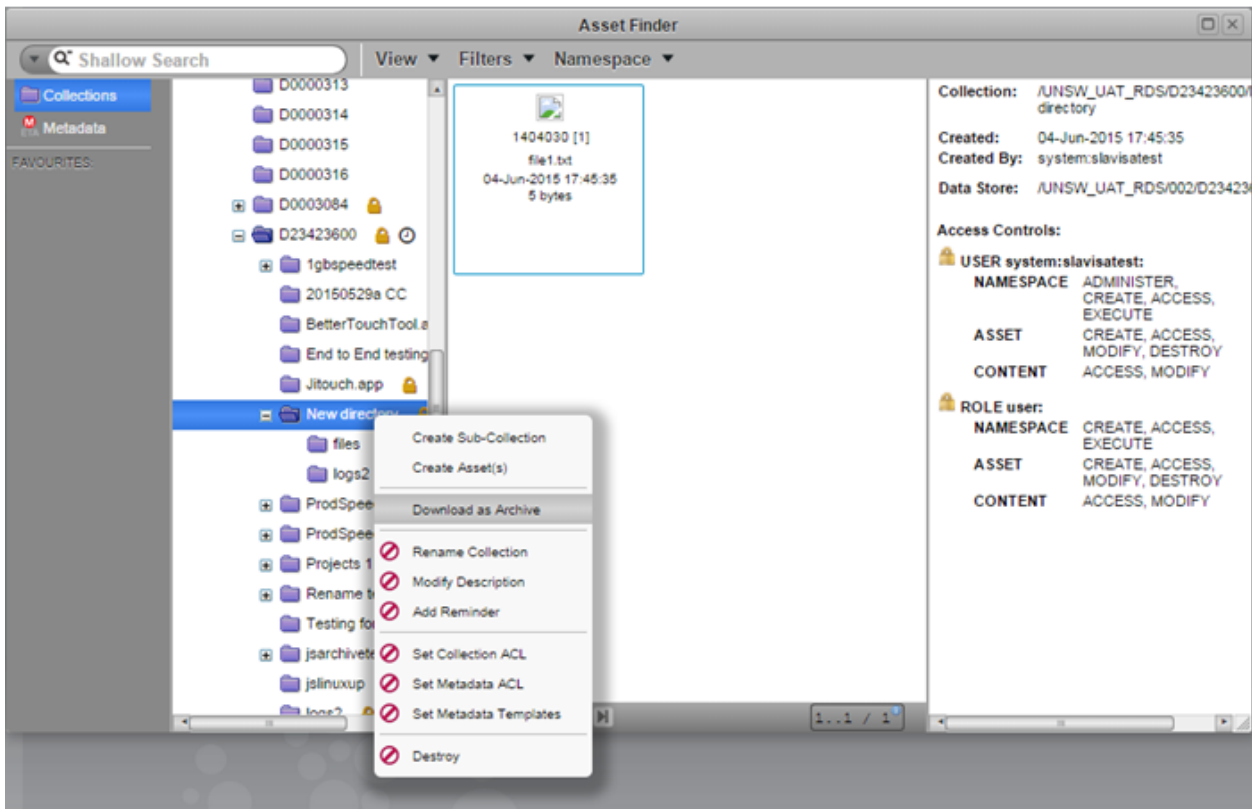 Asset Finder
Shallow Search
View
Filters
Namespace
Collections
Metadata
FAVOURITES:
D0000313
D0000314
D0000315
D0000316
D0003084
D23423600
1gbspeedtest
20150529a CC
BetterTouchTool.a
End to End testing
Jitouch.app
New directory
files
logs2
ProdSpee
ProdSpee
Projects 1
Rename t
Testing fo
jsarchivete
jslinuxup
logs2
Create Sub-Collection
Create Asset(s)
Download as Archive
Rename Collection
Modify Description
Add Reminder
Set Collection ACL
Set Metadata ACL
Set Metadata Templates
Destroy
1404030 [1]
file1.txt
04-Jun-2015 17:45:35
5 bytes
1..1 / 1
Collection: /UNSW_UAT_RDS/D23423600/
directory
Created: 04-Jun-2015 17:45:35
Created By: system:slavisatest
Data Store: /UNSW_UAT_RDS/002/D23423
Access Controls:
USER system:slavisatest:
NAMESPACE ADMINISTER,
CREATE, ACCESS,
EXECUTE
ASSET CREATE, ACCESS,
MODIFY, DESTROY
CONTENT ACCESS, MODIFY
ROLE user:
NAMESPACE CREATE, ACCESS,
EXECUTE
ASSET CREATE, ACCESS,
MODIFY, DESTROY
CONTENT ACCESS, MODIFY